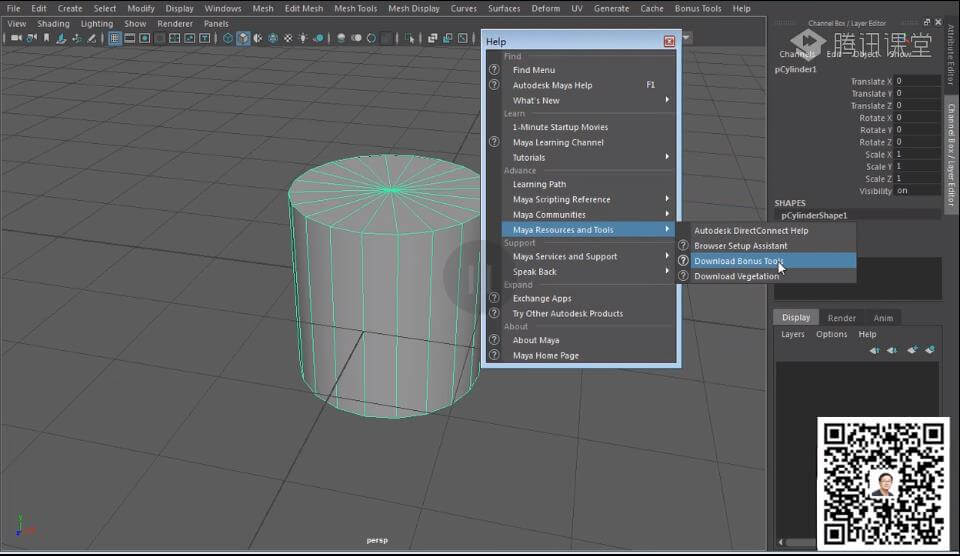 File Edit Create Select Modify Display Windows Mesh Edit Mesh Mesh Tools Mesh Display Curves Surfaces Deform UV Generate Cache Bonus Tools Help
View Shading Lighting Show Renderer Panels
Help
Find
Find Menu
Autodesk Maya Help F1
What's New
Learn
1-Minute Startup Movies
Maya Learning Channel
Tutorials
Advance
Learning Path
Maya Scripting Reference
Maya Communities
Maya Resources and Tools
Support
Maya Services and Support
Speak Back
Expand
Exchange Apps
Try Other Autodesk Products
About
About Maya
Maya Home Page
Autodesk DirectConnect Help
Browser Setup Assistant
Download Bonus Tools
Download Vegetation
Channel Box / Layer Editor
腾讯课堂
Channels Edit Object Show
pCylinder1
Translate X 0
Translate Y 0
Translate Z 0
Rotate X 0
Rotate Y 0
Rotate Z 0
Scale X 1
Scale Y 1
Scale Z 1
Visibility on
SHAPES
pCylinderShape1
Display Render Anim
Layers Options Help
Attribute Editor
Channel Box / Layer Editor
persp